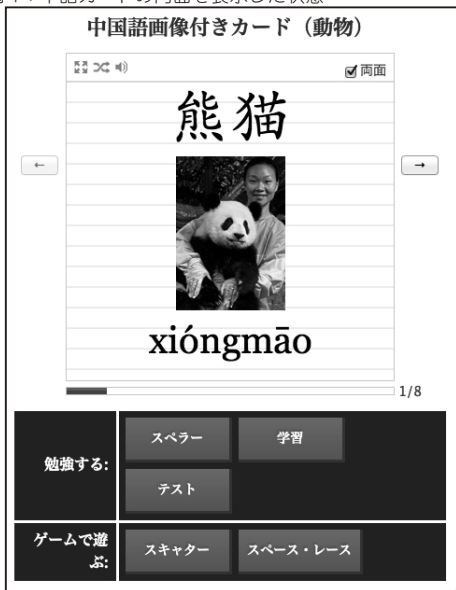 中国語画像付きカード（動物）
両面
熊猫
←
→
xióngmāo
1/8
勉強する:
スペラー
学習
テスト
ゲームで遊
ぶ:
スキャター
スペース・レース